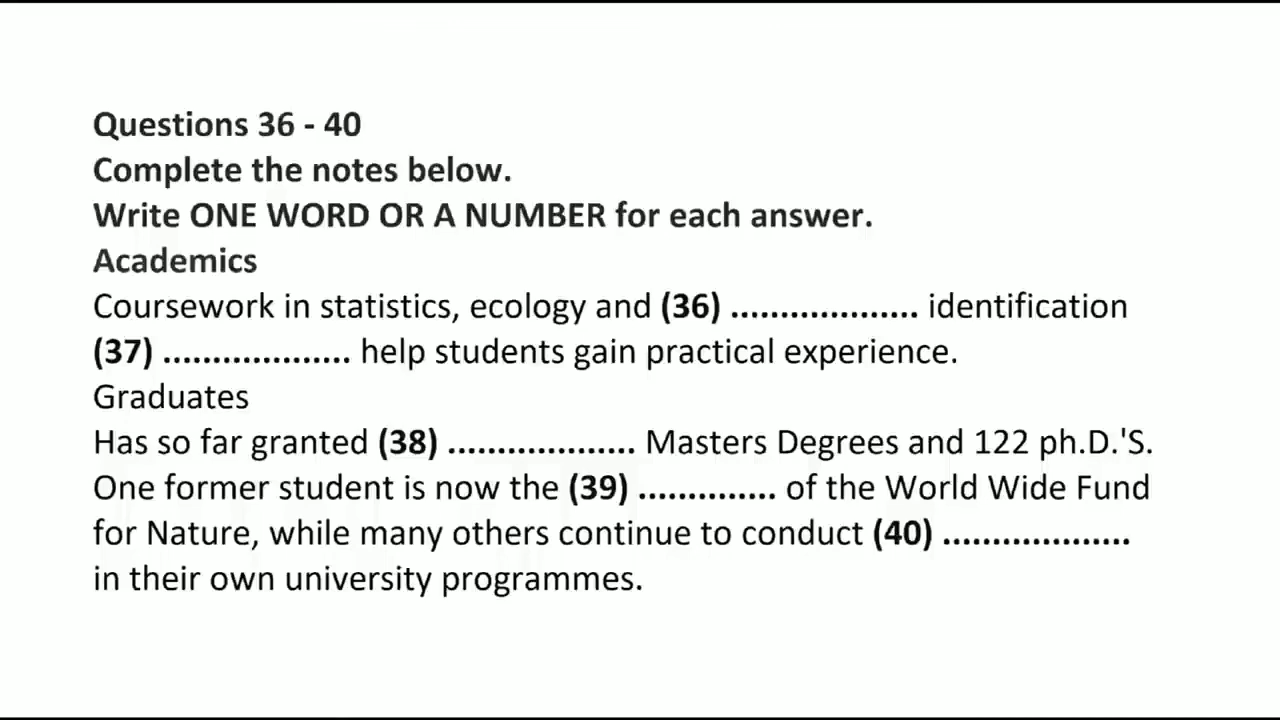 Questions 36 - 40
Complete the notes below.
Write ONE WORD OR A NUMBER for each answer.
Academics
Coursework in statistics, ecology and (36) ................... identification
(37) ................... help students gain practical experience.
Graduates
Has so far granted (38) ................... Masters Degrees and 122 ph.D.'S.
One former student is now the (39) .............. of the World Wide Fund
for Nature, while many others continue to conduct (40) ...................
in their own university programmes.